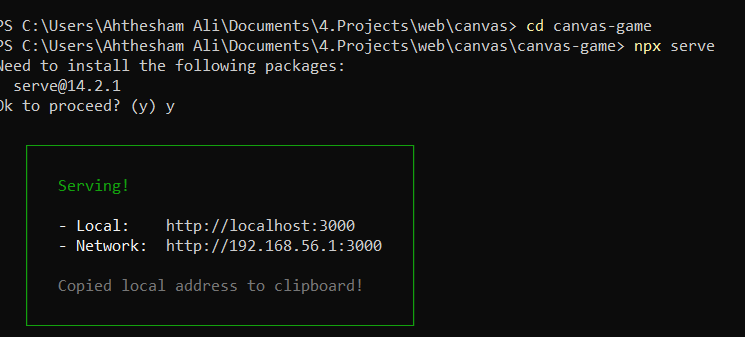 PS C:\Users\Ahthesham Ali\Documents\4.Projects\web\canvas> cd canvas-game
PS C:\Users\Ahthesham Ali\Documents\4.Projects\web\canvas\canvas-game> npx serve
Need to install the following packages:
  serve@14.2.1
Ok to proceed? (y) y
Serving!
- Local:    http://localhost:3000
- Network:  http://192.168.56.1:3000
Copied local address to clipboard!